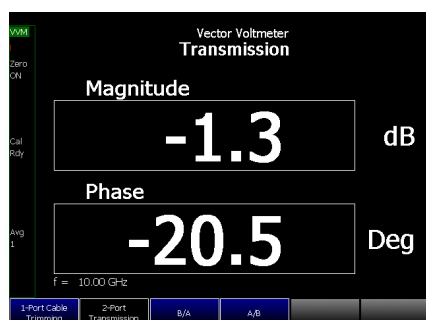 VVM
Vector Voltmeter
Transmission
Zero
ON
Magnitude
-1.3 dB
Cal
Rdy
Phase
-20.5 Deg
Avg
1
f = 10.00 GHz
1-Port Cable
Trimming
2-Port
Transmission
B/A
A/B